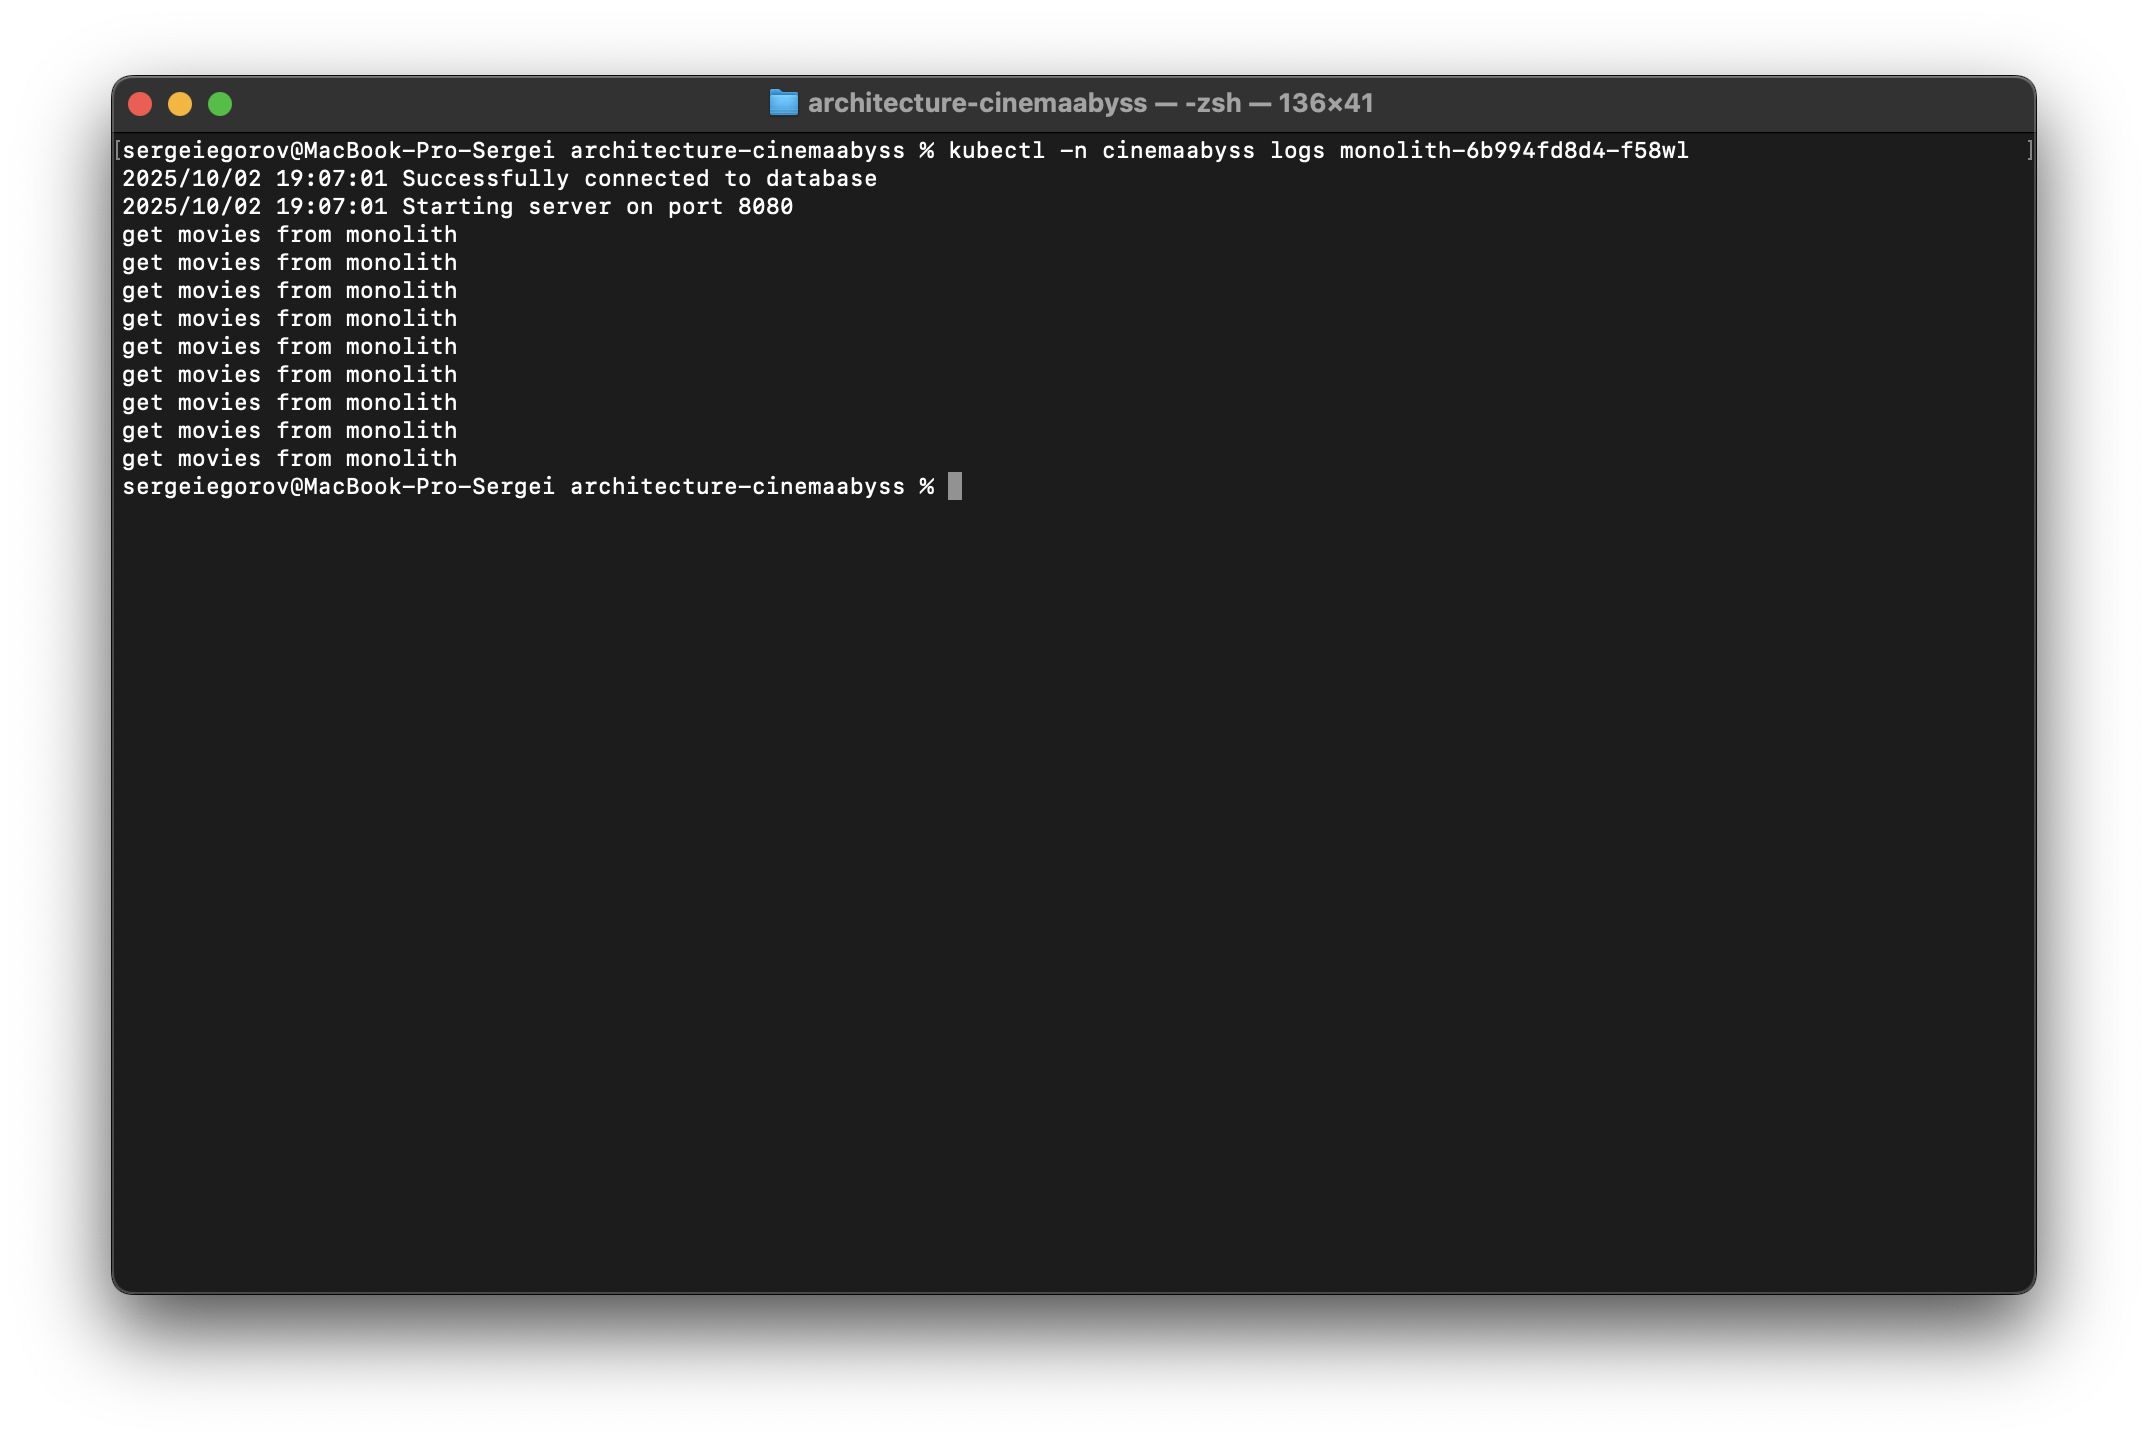 architecture-cinemaabyss — -zsh — 136×41
[sergeiegorov@MacBook-Pro-Sergei architecture-cinemaabyss % kubectl -n cinemaabyss logs monolith-6b994fd8d4-f58wl ]
2025/10/02 19:07:01 Successfully connected to database
2025/10/02 19:07:01 Starting server on port 8080
get movies from monolith
get movies from monolith
get movies from monolith
get movies from monolith
get movies from monolith
get movies from monolith
get movies from monolith
get movies from monolith
get movies from monolith
sergeiegorov@MacBook-Pro-Sergei architecture-cinemaabyss %